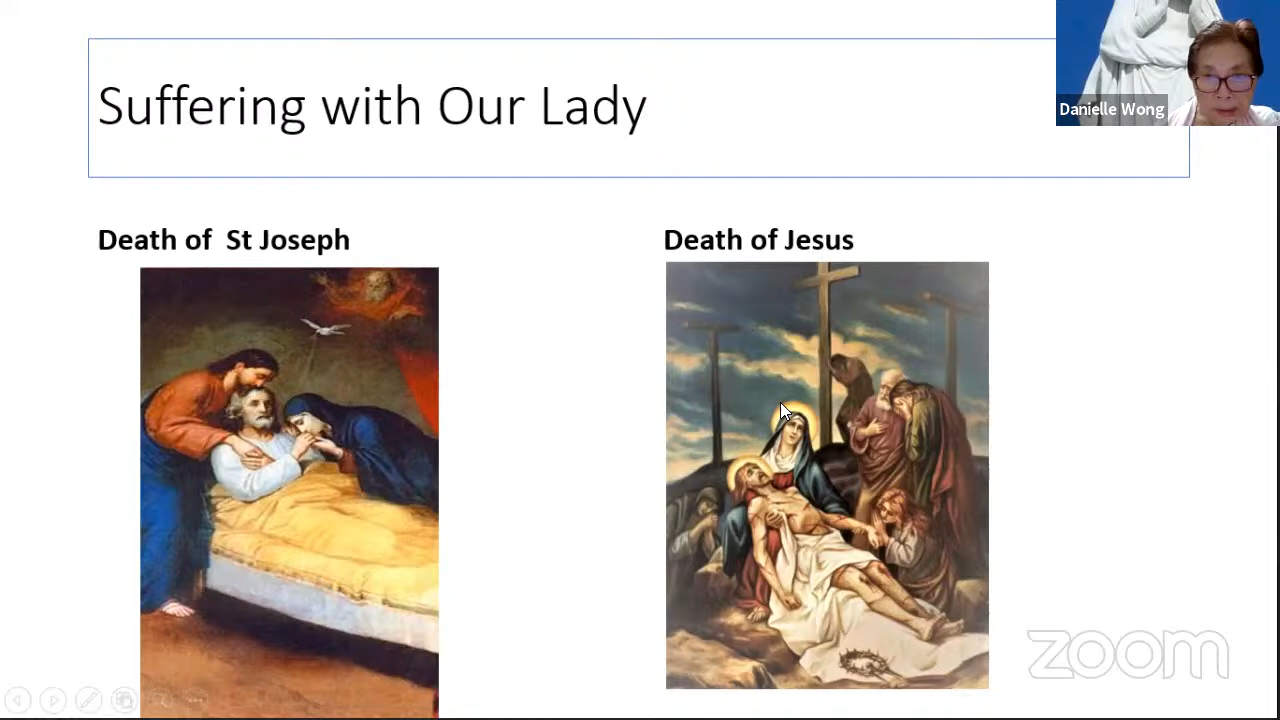 Suffering with Our Lady
Danielle Wong
Death of  St Joseph
Death of Jesus
zoom